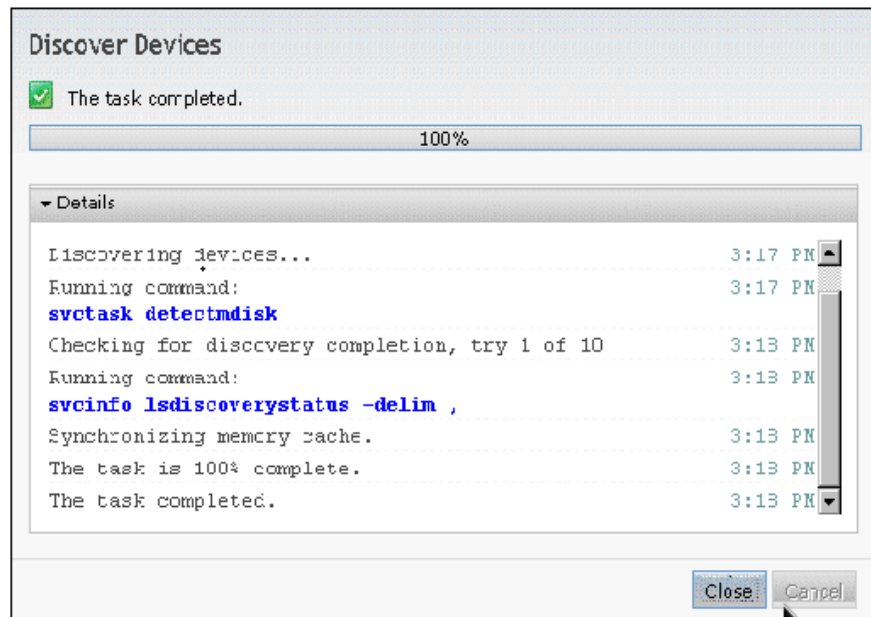 Discover Devices
The task completed.
100%
Details
Discovering devices... 3:17 PM
Running command: 3:17 PM
svctask detectmdisk
Checking for discovery completion, try 1 of 10 3:18 PM
Running command: 3:18 PM
svcinfo lsdiscoverystatus -delim ,
Synchronizing memory cache. 3:18 PM
The task is 100% complete. 3:18 PM
The task completed. 3:18 PM
Close Cancel